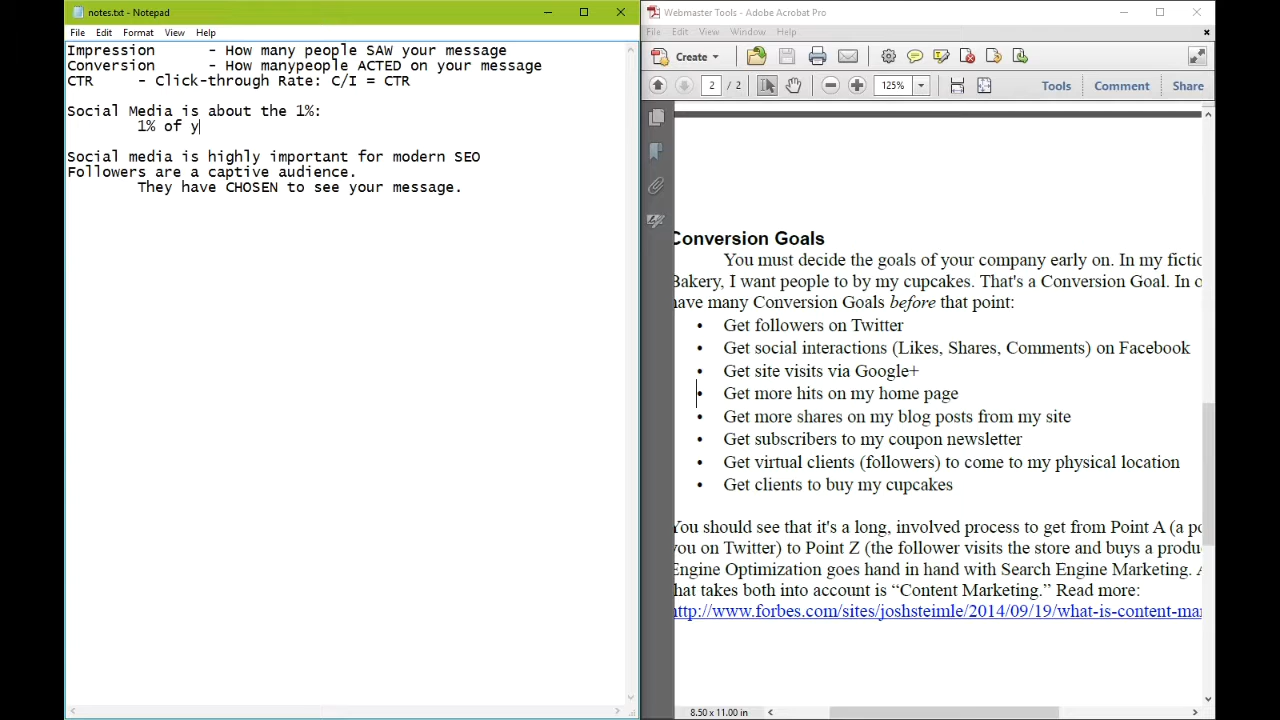 notes.txt - Notepad
File Edit Format View Help
Impression - How many people SAW your message
Conversion - How manypeople ACTED on your message
CTR - Click-through Rate: C/I = CTR
Social Media is about the 1%:
1% of y
Social media is highly important for modern SEO
Followers are a captive audience.
They have CHOSEN to see your message.
Webmaster Tools - Adobe Acrobat Pro
File Edit View Window Help
Create
2 / 2 125% Tools Comment Share
Conversion Goals
You must decide the goals of your company early on. In my fictio
Bakery, I want people to by my cupcakes. That's a Conversion Goal. In o
have many Conversion Goals before that point:
• Get followers on Twitter
• Get social interactions (Likes, Shares, Comments) on Facebook
• Get site visits via Google+
• Get more hits on my home page
• Get more shares on my blog posts from my site
• Get subscribers to my coupon newsletter
• Get virtual clients (followers) to come to my physical location
• Get clients to buy my cupcakes
You should see that it's a long, involved process to get from Point A (a po
you on Twitter) to Point Z (the follower visits the store and buys a produ
Engine Optimization goes hand in hand with Search Engine Marketing. A
that takes both into account is “Content Marketing.” Read more:
http://www.forbes.com/sites/joshsteimle/2014/09/19/what-is-content-mar
8.50 x 11.00 in